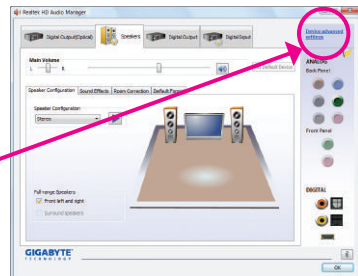 Realtek HD Audio Manager
Digital Output(Optical)
Speakers
Digital Output
Digital Input
Device advanced
settings
Main Volume
L
R
Set Default Device
ANALOG
Back Panel
Speaker Configuration
Sound Effects
Room Correction
Default Format
Speaker Configuration
Stereo
Front Panel
Full-range Speakers
Front left and right
Surround speakers
DIGITAL
GIGABYTE
TECHNOLOGY
OK